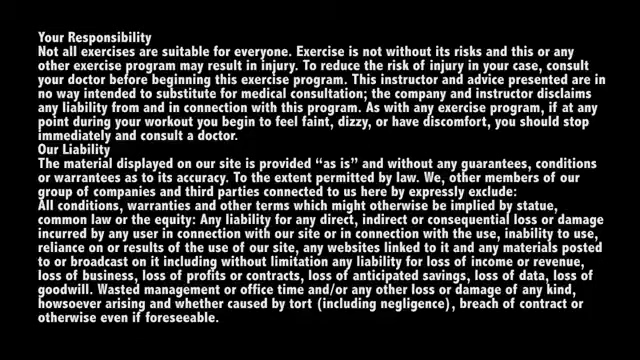 Your Responsibility
Not all exercises are suitable for everyone. Exercise is not without its risks and this or any
other exercise program may result in injury. To reduce the risk of injury in your case, consult
your doctor before beginning this exercise program. This instructor and advice presented are in
no way intended to substitute for medical consultation; the company and instructor disclaims
any liability from and in connection with this program. As with any exercise program, if at any
point during your workout you begin to feel faint, dizzy, or have discomfort, you should stop
immediately and consult a doctor.
Our Liability
The material displayed on our site is provided “as is” and without any guarantees, conditions
or warrantees as to its accuracy. To the extent permitted by law. We, other members of our
group of companies and third parties connected to us here by expressly exclude:
All conditions, warranties and other terms which might otherwise be implied by statue,
common law or the equity: Any liability for any direct, indirect or consequential loss or damage
incurred by any user in connection with our site or in connection with the use, inability to use,
reliance on or results of the use of our site, any websites linked to it and any materials posted
to or broadcast on it including without limitation any liability for loss of income or revenue,
loss of business, loss of profits or contracts, loss of anticipated savings, loss of data, loss of
goodwill. Wasted management or office time and/or any other loss or damage of any kind,
howsoever arising and whether caused by tort (including negligence), breach of contract or
otherwise even if foreseeable.